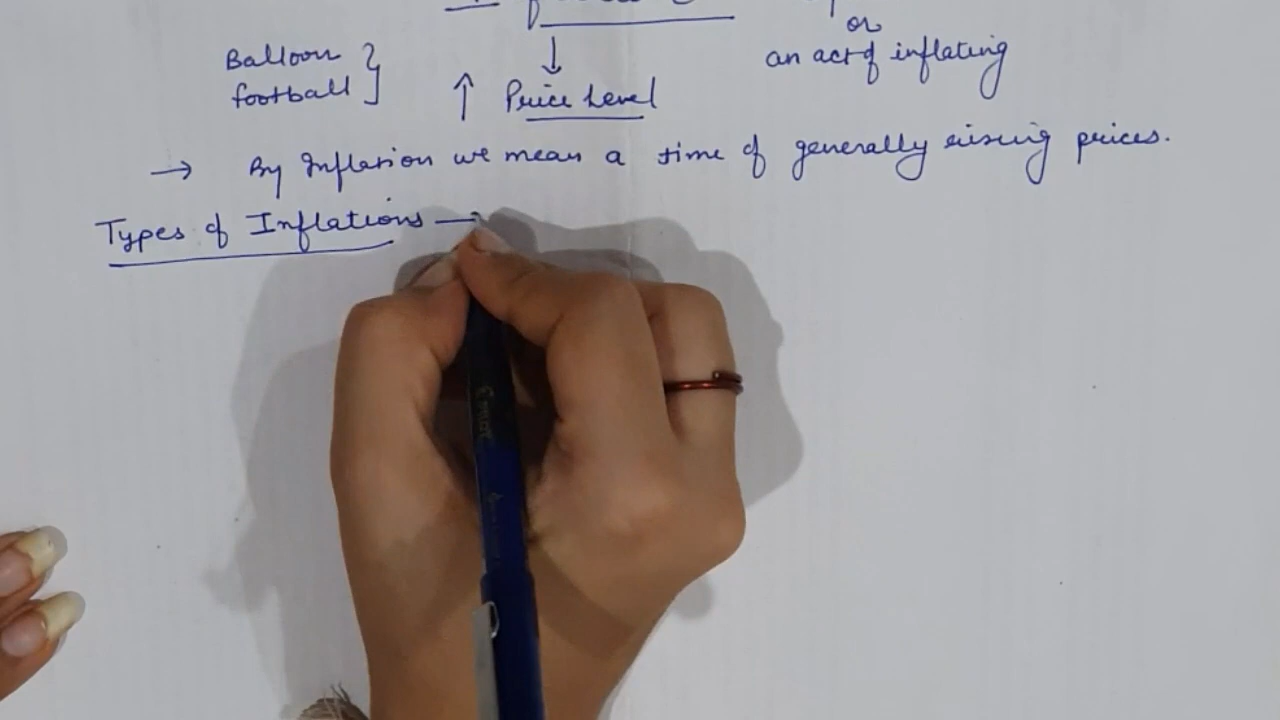 or
Balloon
football
an act of inflating
↑ Price Level
→ By Inflation we mean a time of generally rising prices.
Types of Inflations —
PILOT